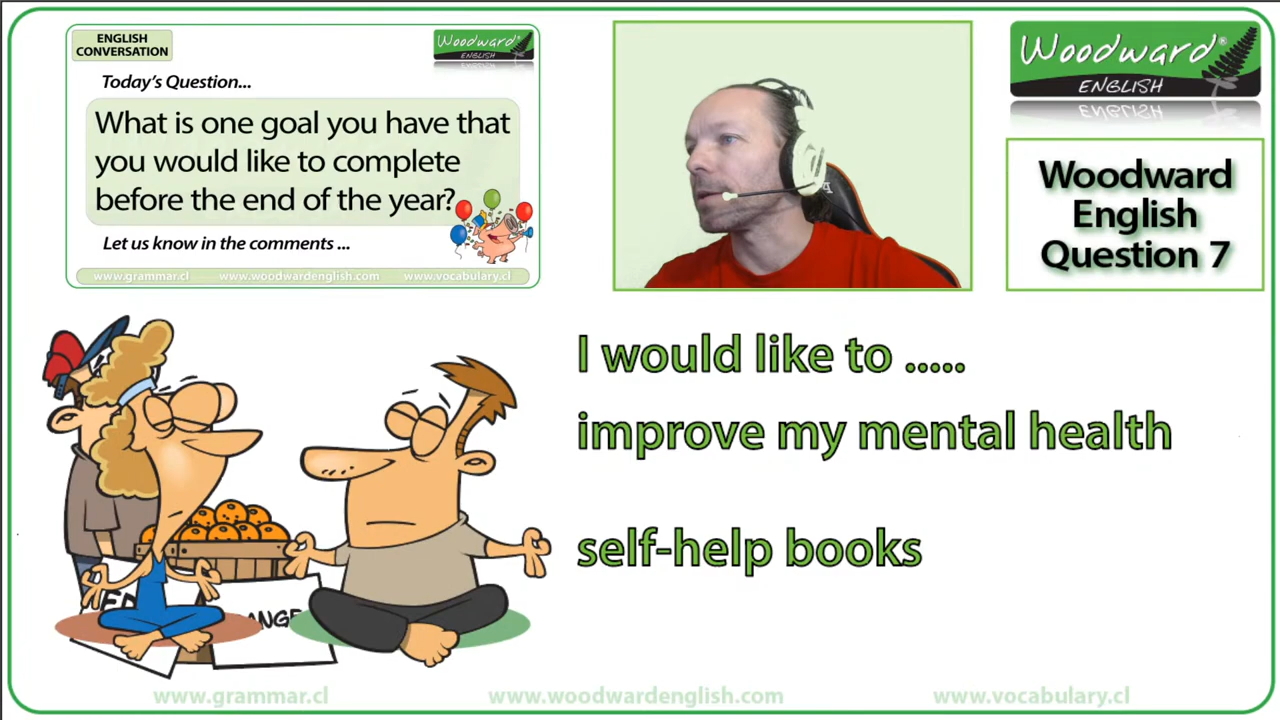 ENGLISH
CONVERSATION
Woodward
ENGLISH
Today's Question...
What is one goal you have that
you would like to complete
before the end of the year?
Let us know in the comments ...
www.grammar.cl www.woodwardenglish.com www.vocabulary.cl
Woodward®
ENGLISH
Woodward
English
Question 7
I would like to .....
improve my mental health
self-help books
www.grammar.cl www.woodwardenglish.com www.vocabulary.cl